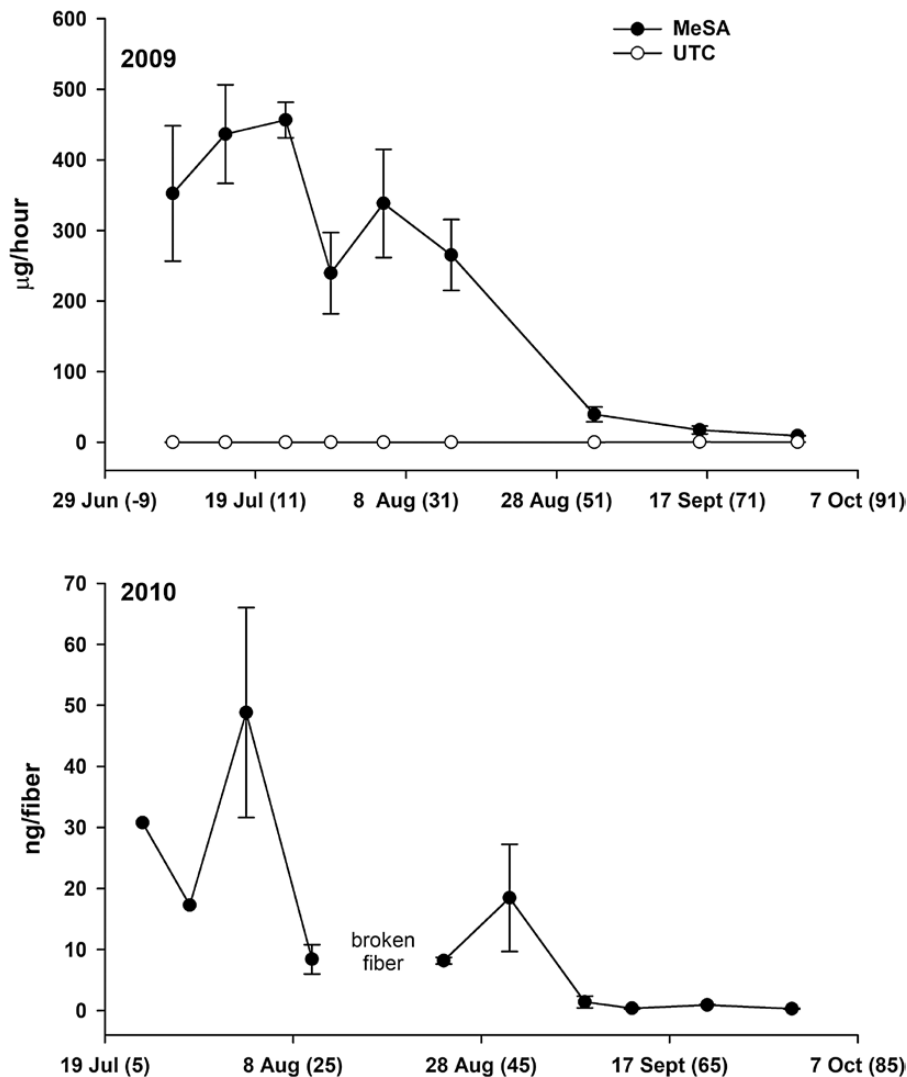 600
2009
MeSA
UTC
500
400
300
200
100
0
μg/hour
29 Jun (-9) 19 Jul (11) 8 Aug (31) 28 Aug (51) 17 Sept (71) 7 Oct (91)
70
2010
60
50
40
30
20
10
0
ng/fiber
broken
fiber
19 Jul (5) 8 Aug (25) 28 Aug (45) 17 Sept (65) 7 Oct (85)